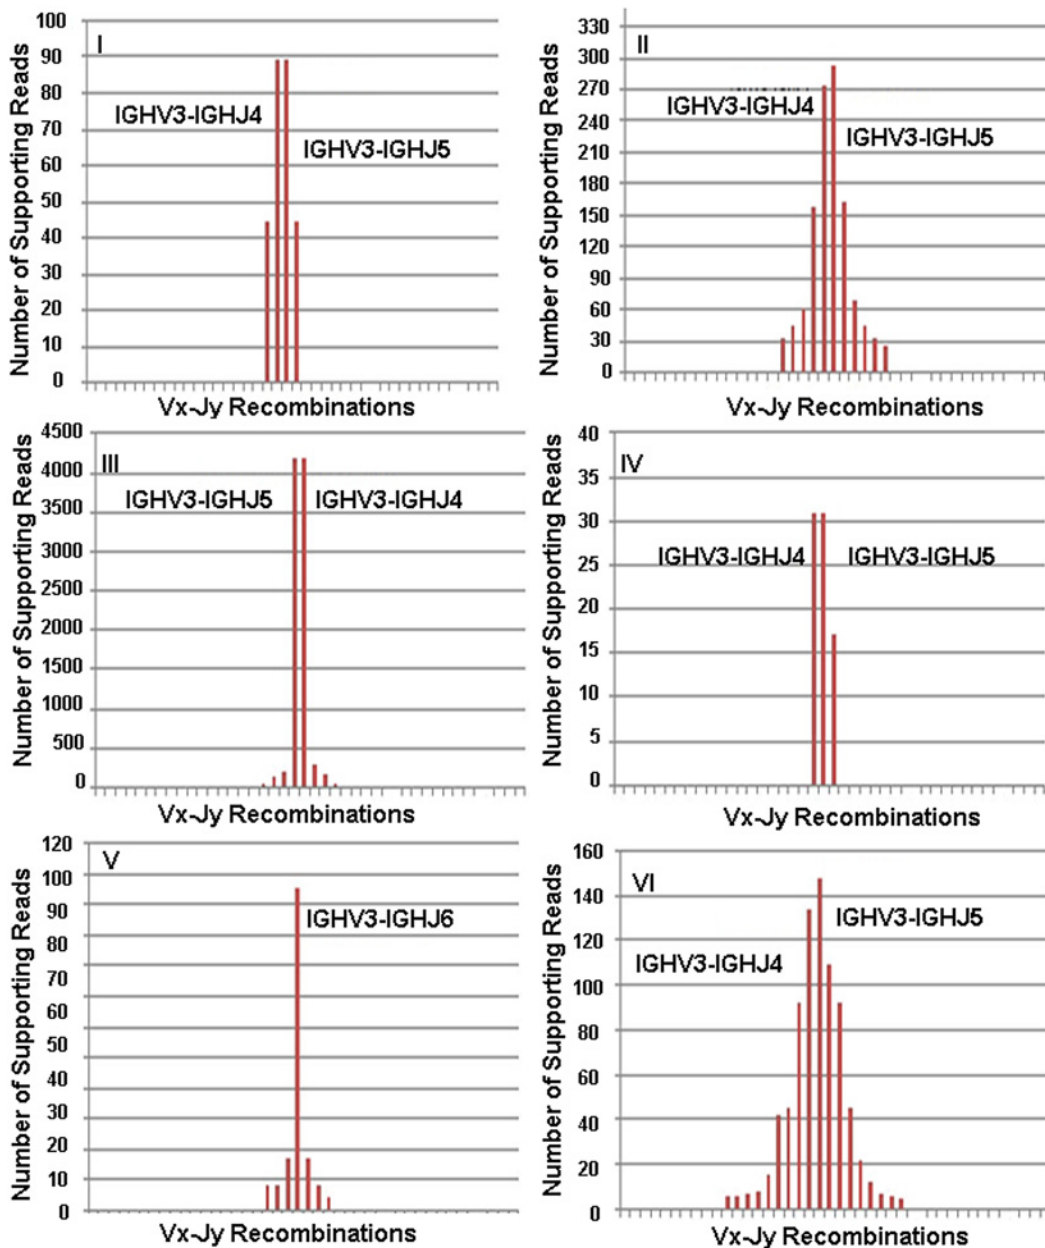 Number of Supporting Reads
100
90
80
70
60
50
40
30
20
10
0
I
IGHV3-IGHJ4
IGHV3-IGHJ5
Vx-Jy Recombinations
Number of Supporting Reads
330
300
270
240
210
180
150
120
90
60
30
0
II
IGHV3-IGHJ4
IGHV3-IGHJ5
Vx-Jy Recombinations
Number of Supporting Reads
4500
4000
3500
3000
2500
2000
1500
1000
500
0
III
IGHV3-IGHJ5
IGHV3-IGHJ4
Vx-Jy Recombinations
Number of Supporting Reads
40
35
30
25
20
15
10
5
0
IV
IGHV3-IGHJ4
IGHV3-IGHJ5
Vx-Jy Recombinations
Number of Supporting Reads
120
100
90
80
70
60
50
40
30
20
10
0
V
IGHV3-IGHJ6
Vx-Jy Recombinations
Number of Supporting Reads
160
140
120
100
80
60
40
20
0
VI
IGHV3-IGHJ5
IGHV3-IGHJ4
Vx-Jy Recombinations